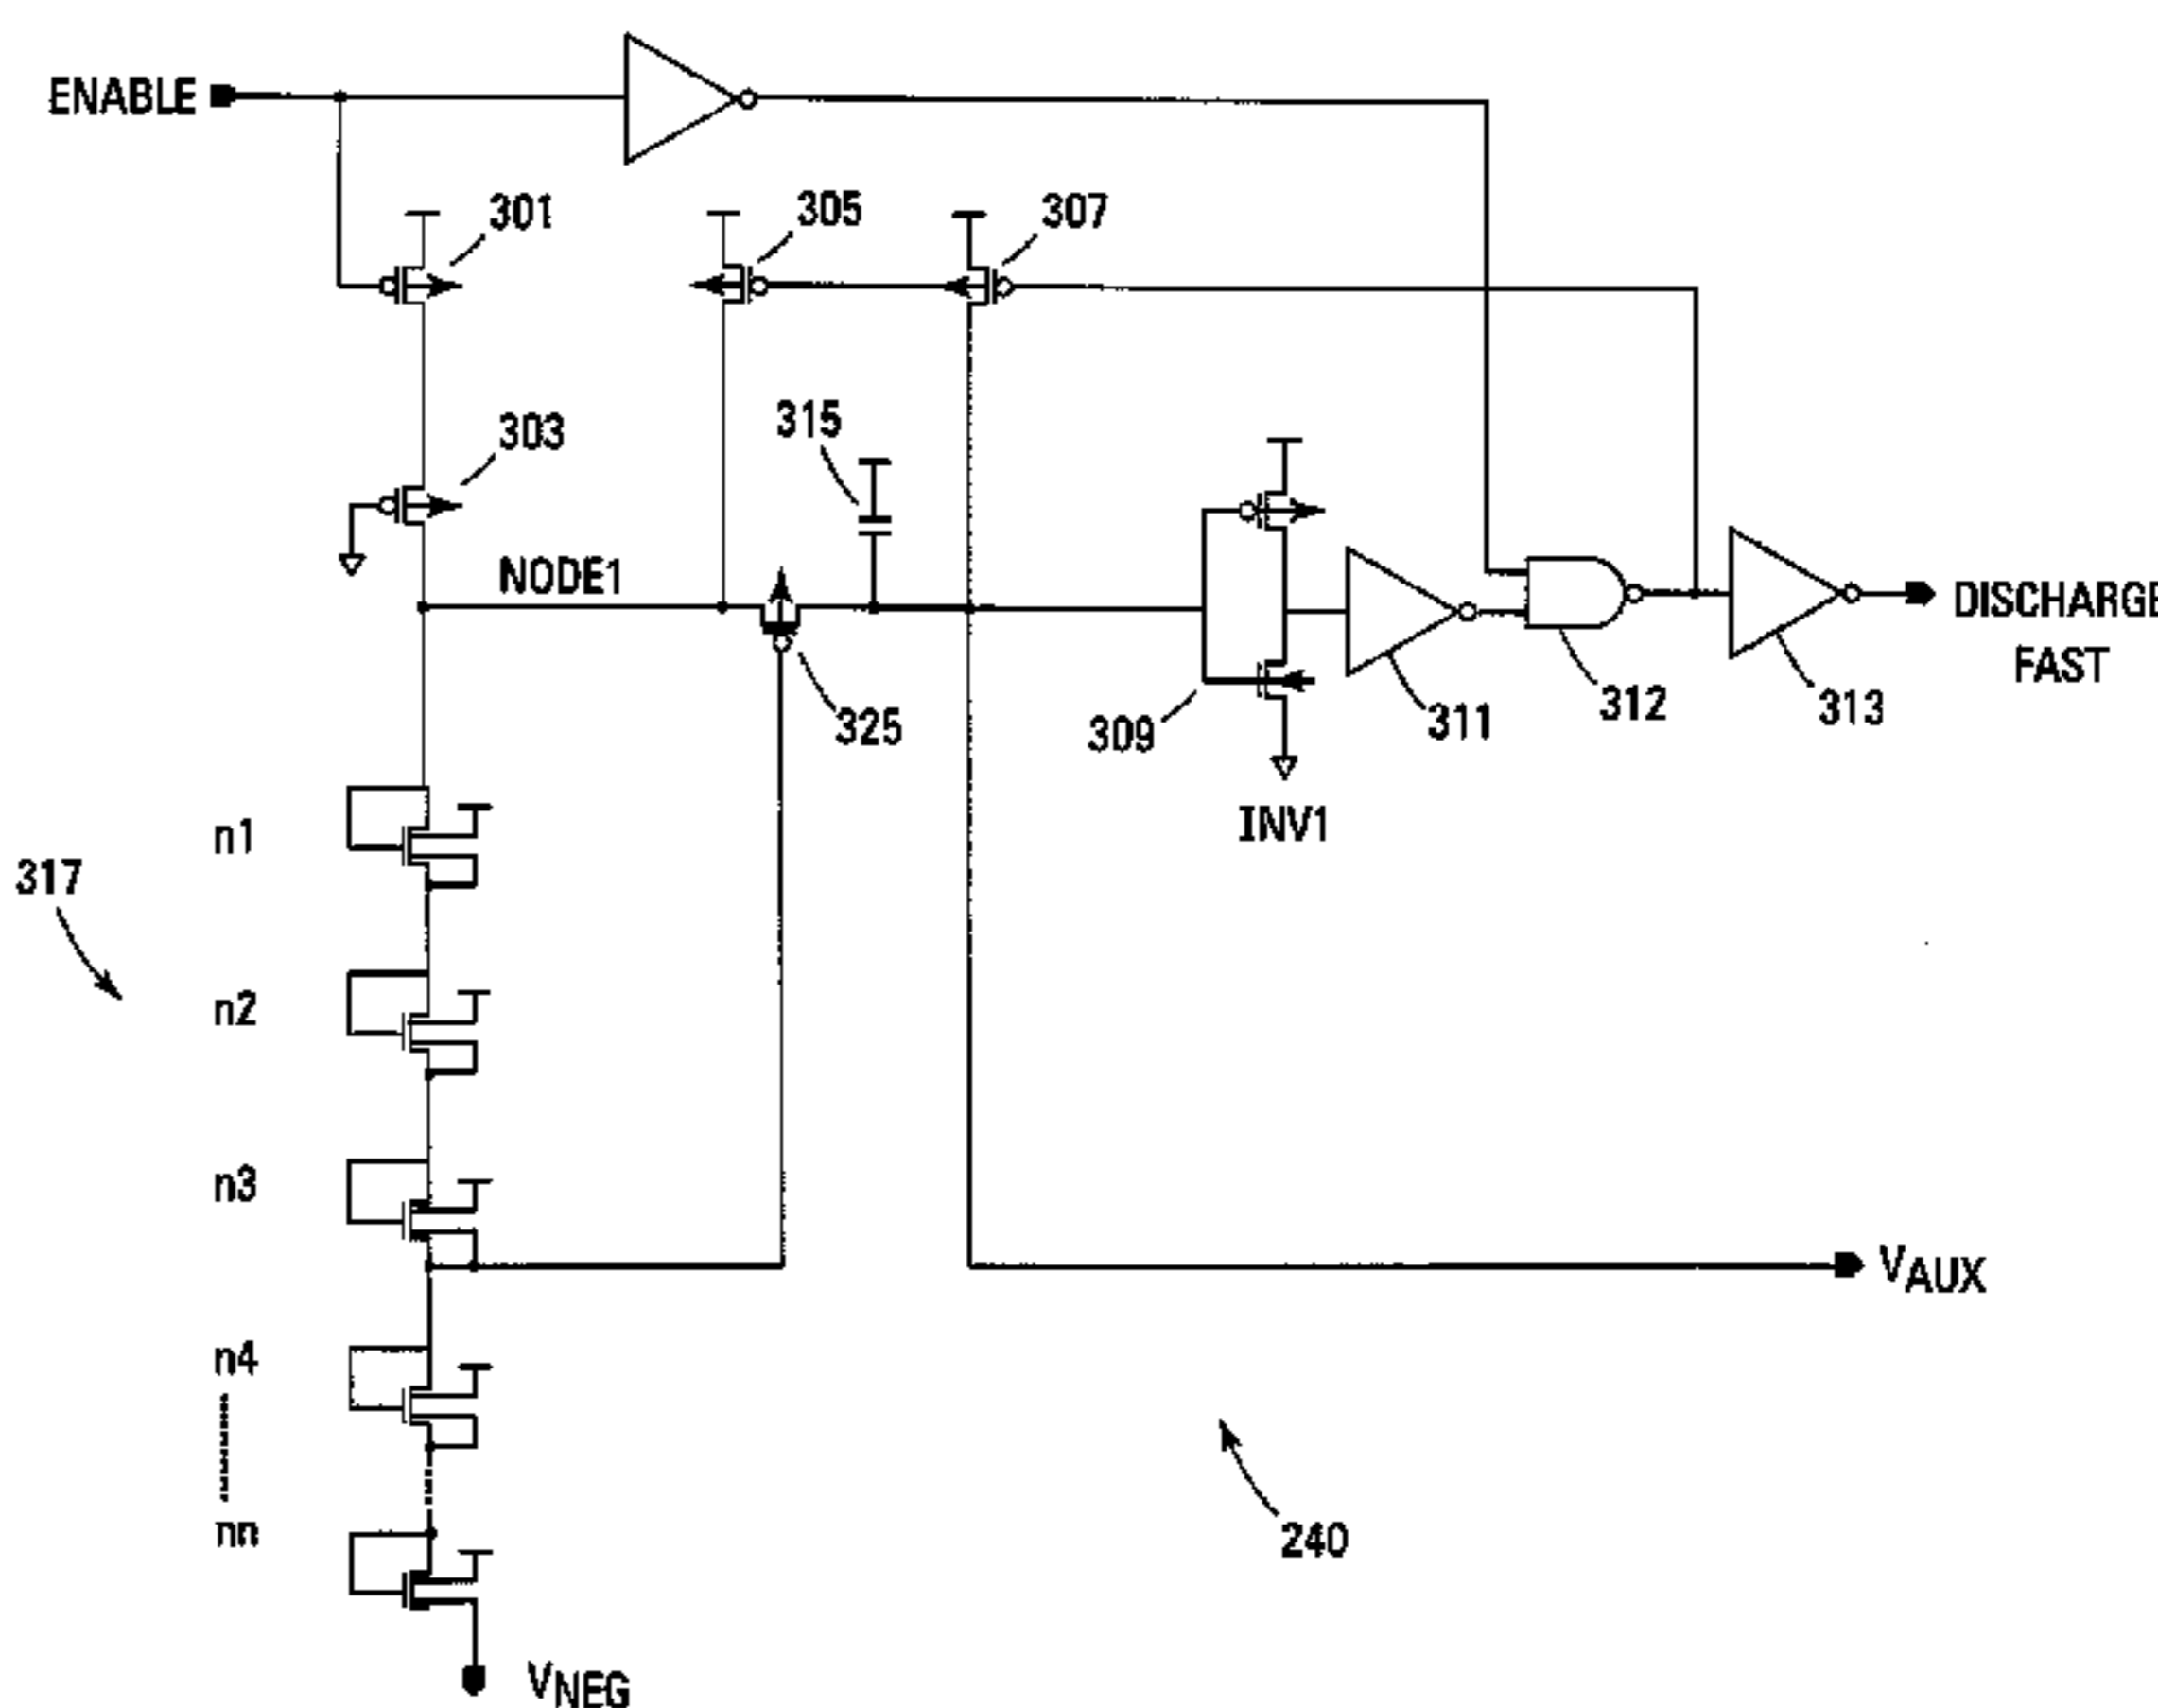 ENABLE
301
305
307
303
315
NODE1
325
309
INV1
311
312
313
DISCHARGE
FAST
317
n1
n2
n3
n4
nn
VAUX
240
VNEG